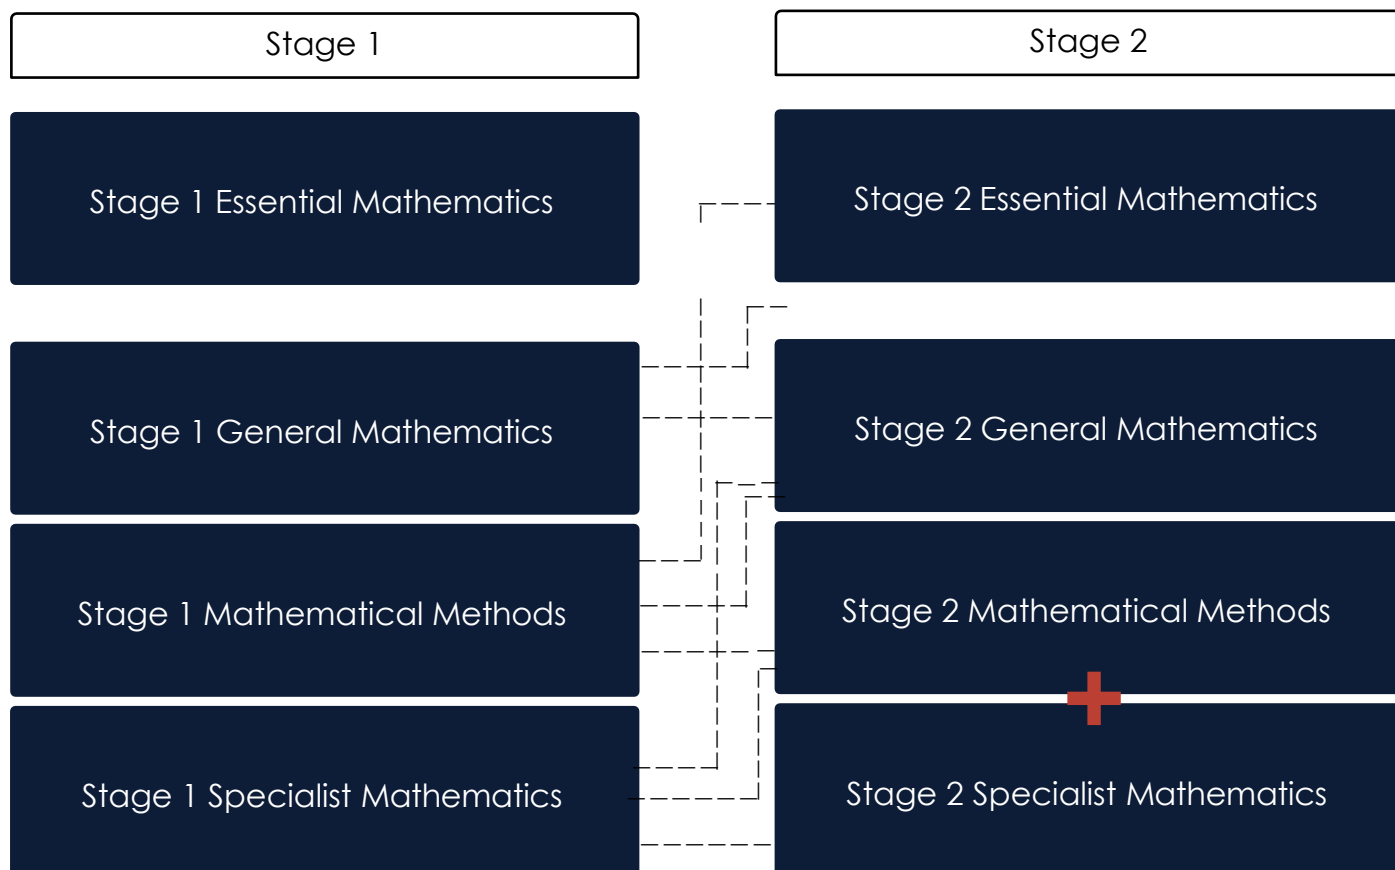 Stage 1
Stage 2
Stage 1 Essential Mathematics
Stage 2 Essential Mathematics
Stage 1 General Mathematics
Stage 2 General Mathematics
Stage 1 Mathematical Methods
Stage 2 Mathematical Methods
Stage 1 Specialist Mathematics
Stage 2 Specialist Mathematics